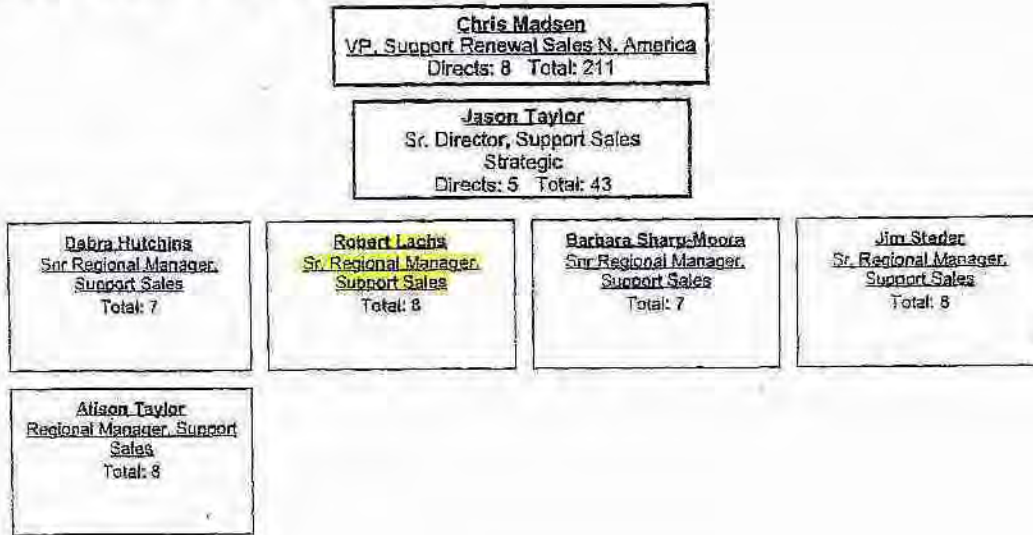 Chris Madsen
VP, Support Renewal Sales N. America
Directs: 8 Total: 211
Jason Taylor
Sr. Director, Support Sales
Strategic
Directs: 5 Total: 43
Debra Hutchins
Snr Regional Manager,
Support Sales
Total: 7
Robert Lachs
Sr. Regional Manager,
Support Sales
Total: 8
Barbara Sharp-Moora
Snr Regional Manager,
Support Sales
Total: 7
Jim Steder
Sr. Regional Manager,
Support Sales
Total: 8
Alison Taylor
Regional Manager, Support
Sales
Total: 8